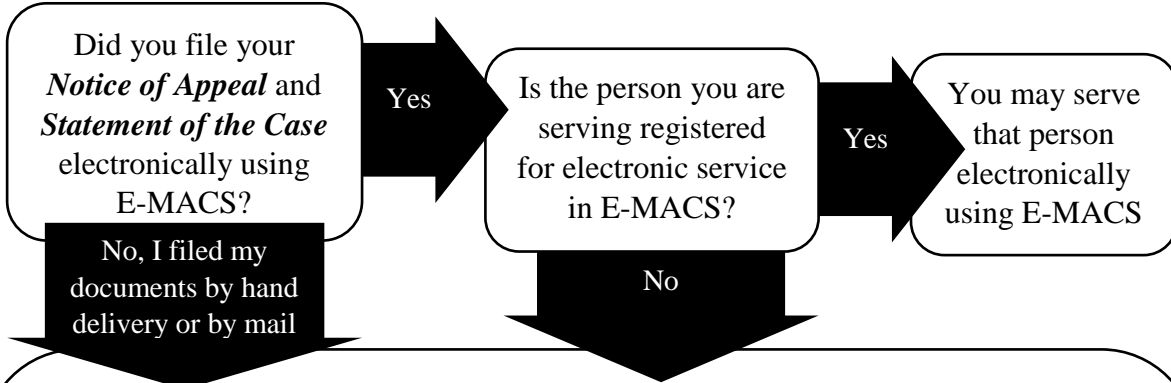 Did you file your
Notice of Appeal and
Statement of the Case
electronically using
E-MACS?
Yes
Is the person you are
serving registered
for electronic service
in E-MACS?
Yes
You may serve
that person
electronically
using E-MACS
No, I filed my
documents by hand
delivery or by mail
No